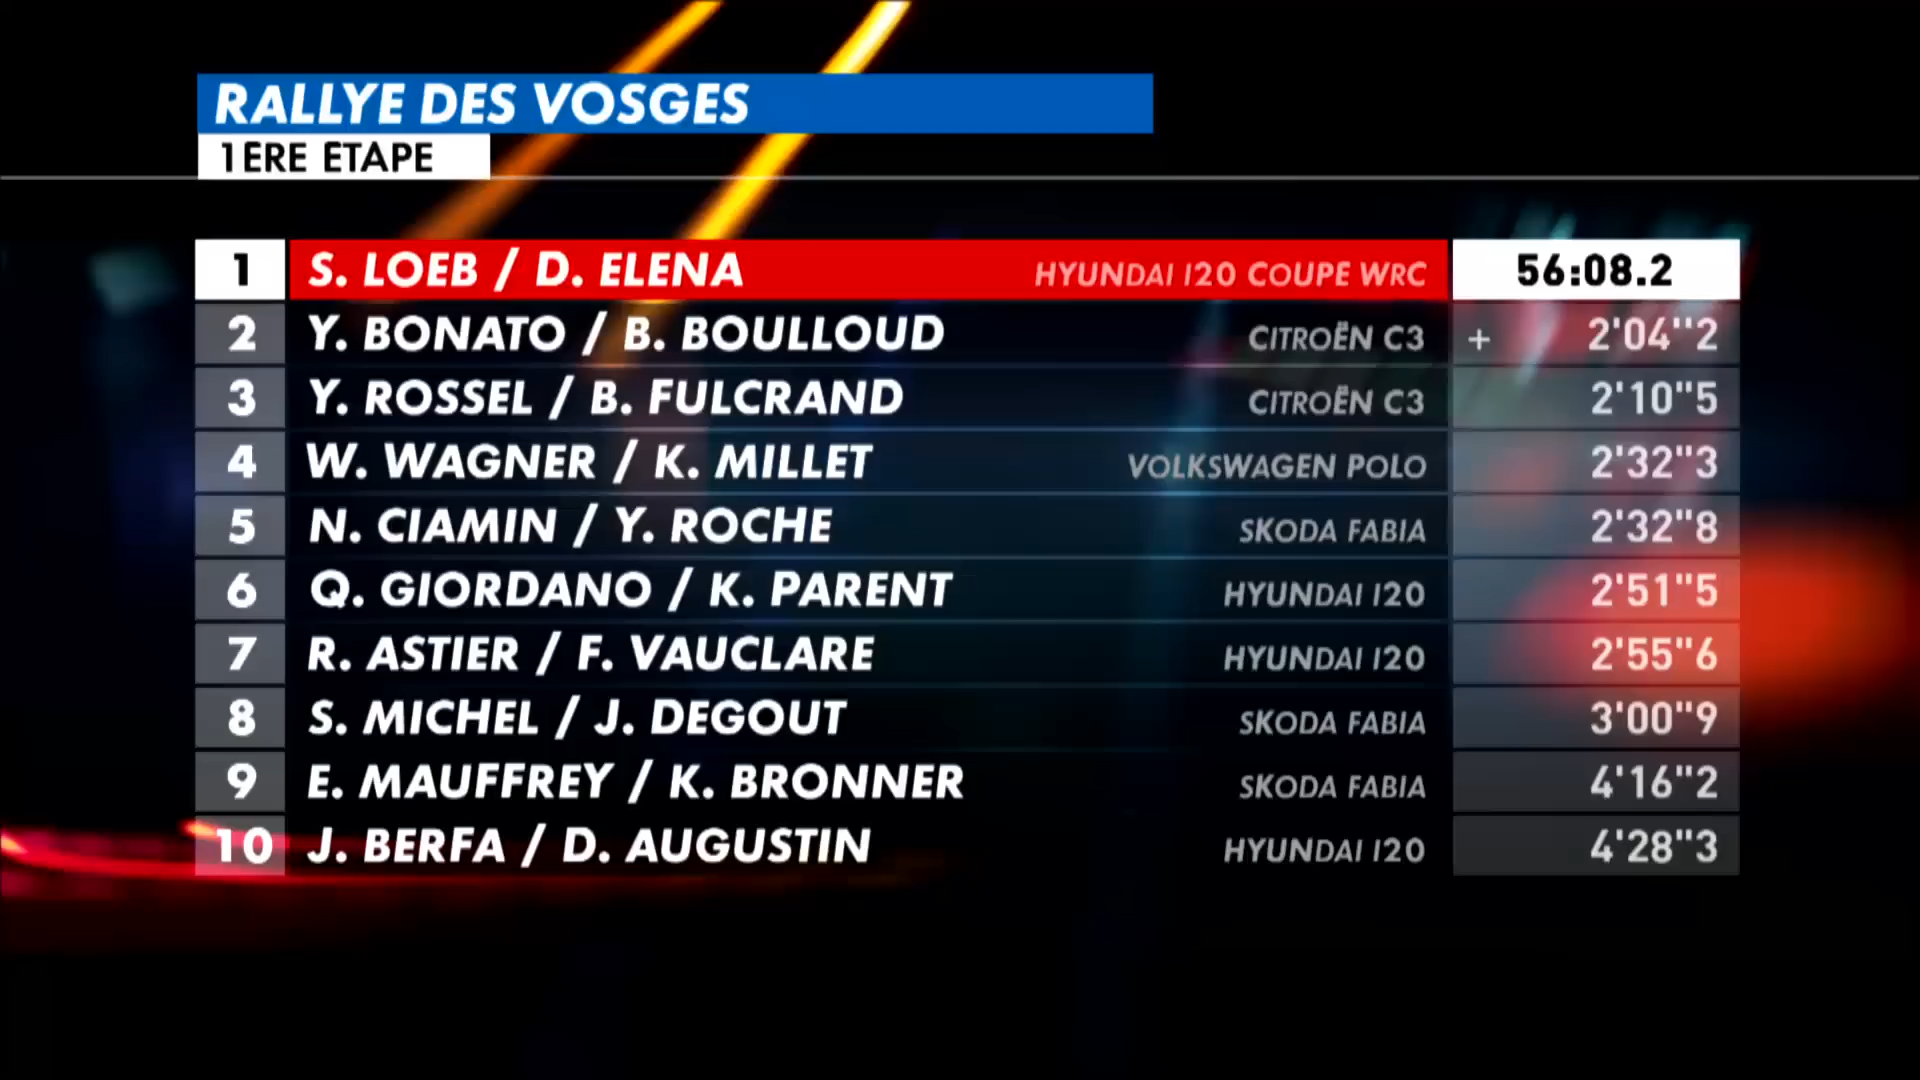 RALLYE DES VOSGES
1ERE ETAPE
1 S. LOEB / D. ELENA HYUNDAI I20 COUPE WRC 56:08.2
2 Y. BONATO / B. BOULLOUD CITROËN C3 + 2'04"2
3 Y. ROSSEL / B. FULCRAND CITROËN C3 2'10"5
4 W. WAGNER / K. MILLET VOLKSWAGEN POLO 2'32"3
5 N. CIAMIN / Y. ROCHE SKODA FABIA 2'32"8
6 Q. GIORDANO / K. PARENT HYUNDAI I20 2'51"5
7 R. ASTIER / F. VAUCLARE HYUNDAI I20 2'55"6
8 S. MICHEL / J. DEGOUT SKODA FABIA 3'00"9
9 E. MAUFFREY / K. BRONNER SKODA FABIA 4'16"2
10 J. BERFA / D. AUGUSTIN HYUNDAI I20 4'28"3